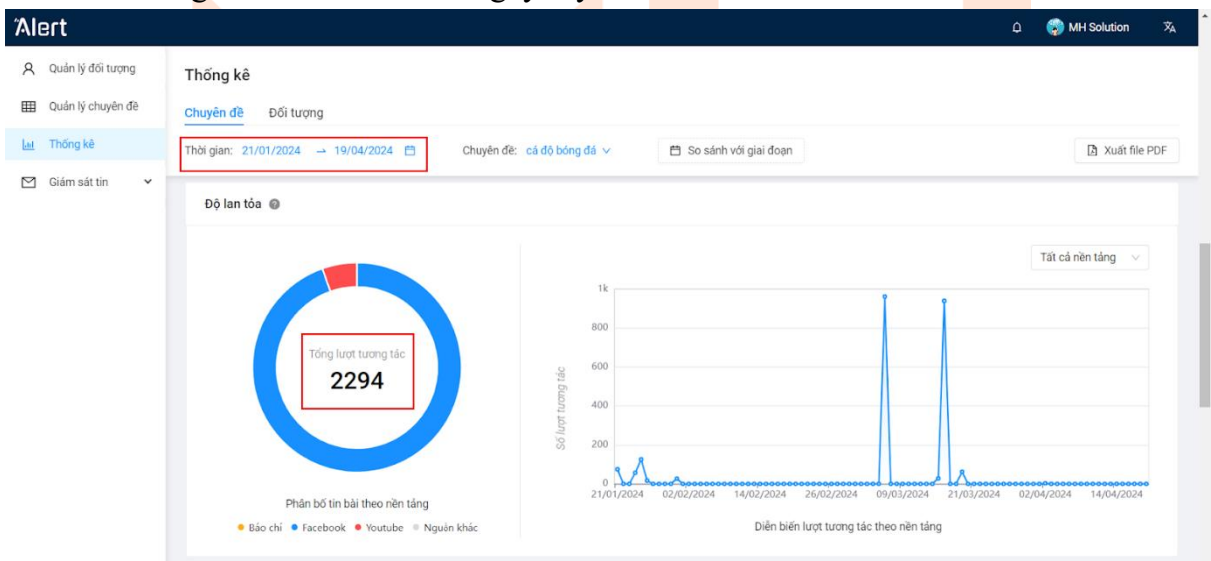 Alert
MH Solution
Quản lý đối tượng
Quản lý chuyên đề
Thống kê
Giám sát tin
Thống kê
Chuyên đề Đối tượng
Thời gian: 21/01/2024 → 19/04/2024 Chuyên đề: cá độ bóng đá So sánh với giai đoạn Xuất file PDF
Độ lan tỏa
Tổng lượt tương tác
2294
Phân bố tin bài theo nền tảng
Báo chí Facebook Youtube Nguồn khác
Tất cả nền tảng
1k
800
600
400
200
0
Số lượt tương tác
21/01/2024 02/02/2024 14/02/2024 26/02/2024 09/03/2024 21/03/2024 02/04/2024 14/04/2024
Diễn biến lượt tương tác theo nền tảng